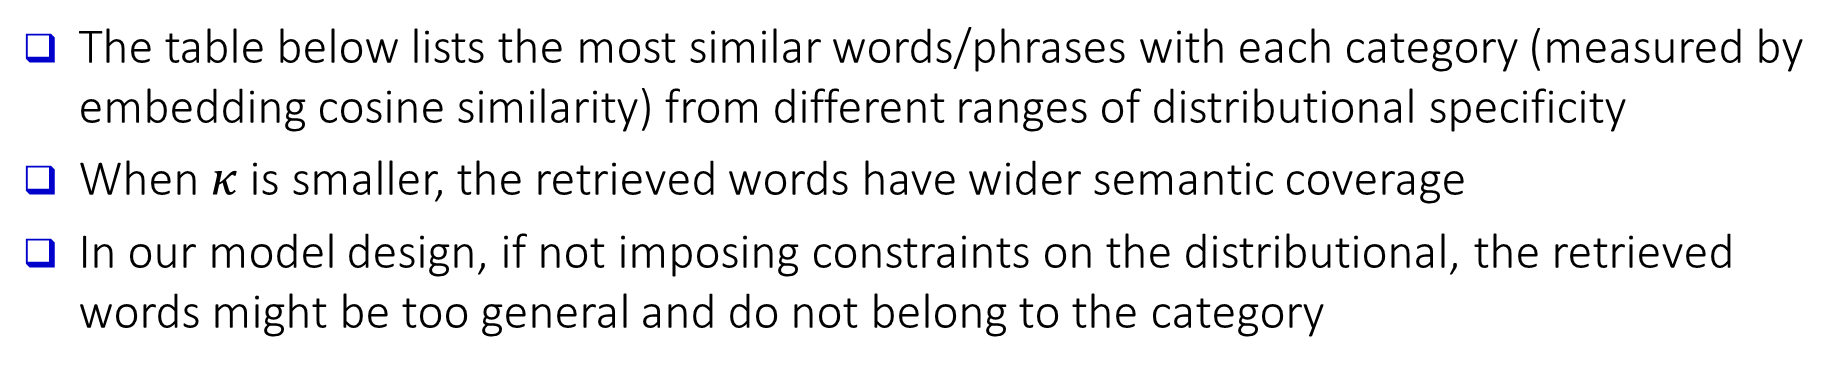 ❑ The table below lists the most similar words/phrases with each category (measured by
embedding cosine similarity) from different ranges of distributional specificity
❑ When κ is smaller, the retrieved words have wider semantic coverage
❑ In our model design, if not imposing constraints on the distributional, the retrieved
words might be too general and do not belong to the category